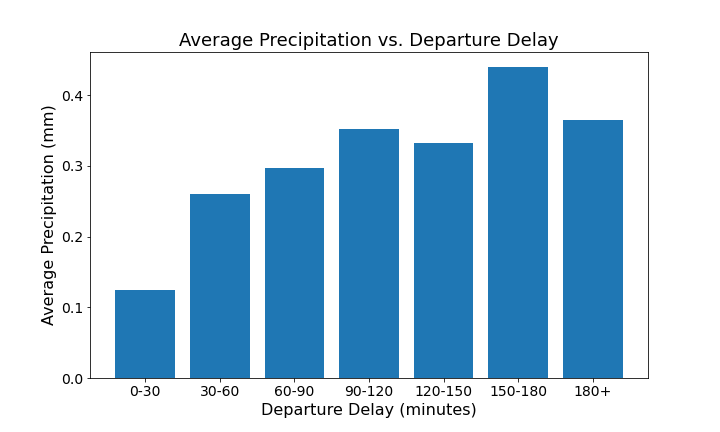 Average Precipitation vs. Departure Delay
Average Precipitation (mm)
0.4
0.3
0.2
0.1
0.0
0-30 30-60 60-90 90-120 120-150 150-180 180+
Departure Delay (minutes)